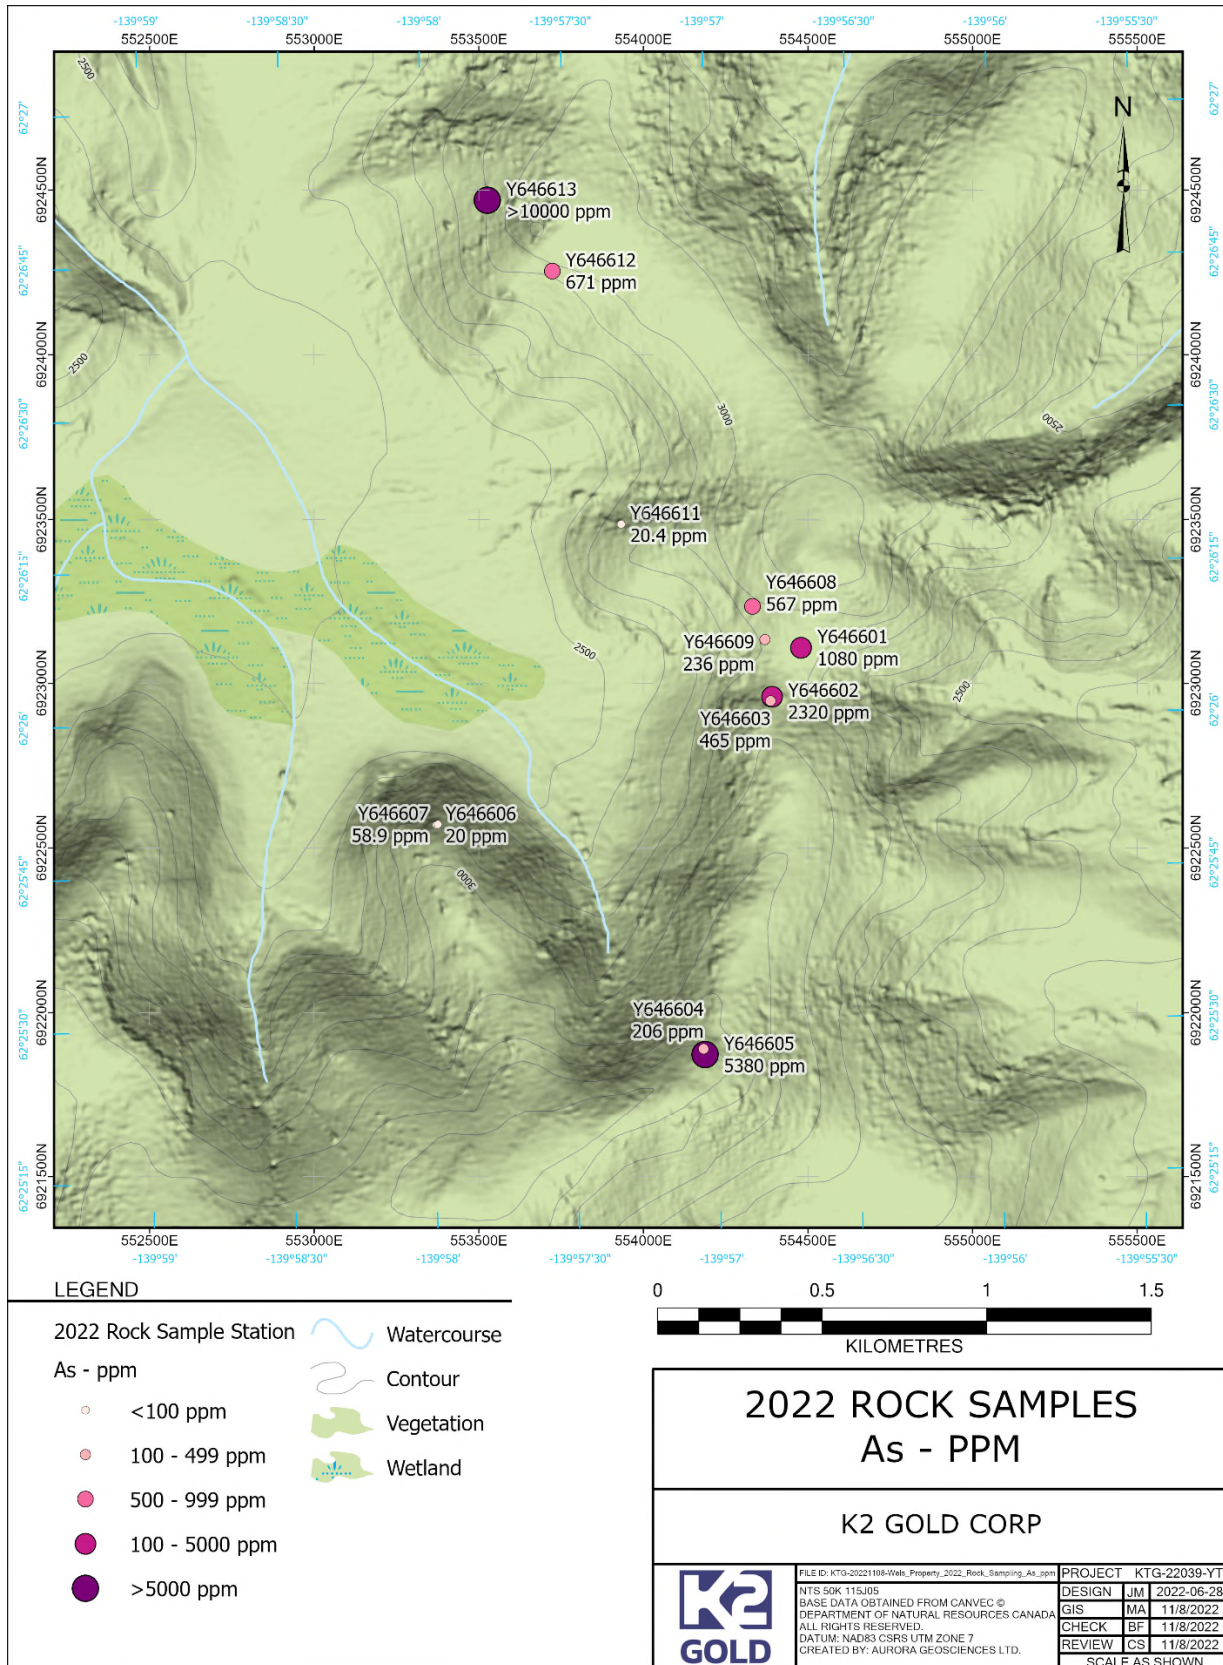 -139°59' -139°58'30" -139°58' -139°57'30" -139°57' -139°56'30" -139°56' -139°55'30"
552500E 553000E 553500E 554000E 554500E 555000E 555500E
62°27' 62°27'
6924500N 6924500N
62°26'45" 62°26'45"
6924000N 6924000N
62°26'30" 62°26'30"
6923500N 6923500N
62°26'15" 62°26'15"
6923000N 6923000N
62°26' 62°26'
6922500N 6922500N
62°25'45" 62°25'45"
6922000N 6922000N
62°25'30" 62°25'30"
6921500N 6921500N
62°25'15" 62°25'15"
N
2500
Y646613
>10000 ppm
Y646612
671 ppm
2500
3000
2500
Y646611
20.4 ppm
Y646608
567 ppm
Y646609
236 ppm
Y646601
1080 ppm
2500
2500
Y646602
2320 ppm
Y646603
465 ppm
Y646607
58.9 ppm
Y646606
20 ppm
3000
Y646604
206 ppm
Y646605
5380 ppm
552500E 553000E 553500E 554000E 554500E 555000E 555500E
-139°59' -139°58'30" -139°58' -139°57'30" -139°57' -139°56'30" -139°56' -139°55'30"
LEGEND
2022 Rock Sample Station
As - ppm
<100 ppm
100 - 499 ppm
500 - 999 ppm
100 - 5000 ppm
>5000 ppm
Watercourse
Contour
Vegetation
Wetland
0 0.5 1 1.5
KILOMETRES
2022 ROCK SAMPLES
As - PPM
K2 GOLD CORP
K2
GOLD
FILE ID: KTG-20221108-Wels_Property_2022_Rock_Sampling_As_ppm
NTS 50K 115J05
BASE DATA OBTAINED FROM CANVEC ©
DEPARTMENT OF NATURAL RESOURCES CANADA
ALL RIGHTS RESERVED.
DATUM: NAD83 CSRS UTM ZONE 7
CREATED BY: AURORA GEOSCIENCES LTD.
PROJECT KTG-22039-YT
DESIGN JM 2022-06-28
GIS MA 11/8/2022
CHECK BF 11/8/2022
REVIEW CS 11/8/2022
SCALE AS SHOWN